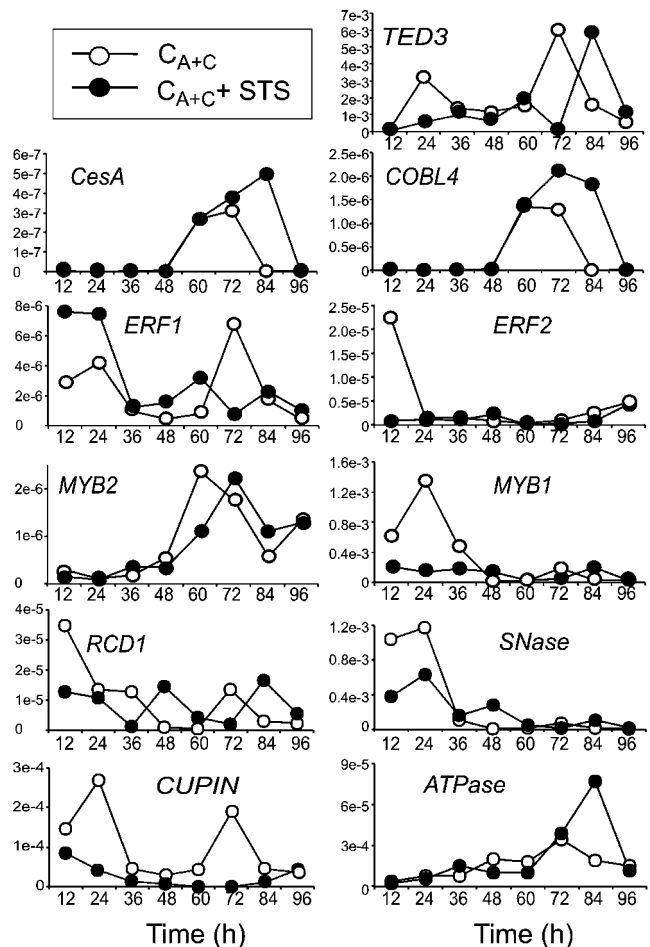 C_A+C
C_A+C + STS
TED3
7e-3
6e-3
5e-3
4e-3
3e-3
2e-3
1e-3
0
12 24 36 48 60 72 84 96
CesA
6e-7
5e-7
4e-7
3e-7
2e-7
1e-7
0
12 24 36 48 60 72 84 96
COBL4
2.5e-6
2.0e-6
1.5e-6
1.0e-6
0.5e-6
0
12 24 36 48 60 72 84 96
ERF1
8e-6
6e-6
4e-6
2e-6
0
12 24 36 48 60 72 84 96
ERF2
2.5e-5
2.0e-5
1.5e-5
1.0e-5
0.5e-5
0
12 24 36 48 60 72 84 96
MYB2
2e-6
1e-6
0
12 24 36 48 60 72 84 96
MYB1
1.6e-3
1.2e-3
0.8e-3
0.4e-3
0
12 24 36 48 60 72 84 96
RCD1
4e-5
3e-5
2e-5
1e-5
0
12 24 36 48 60 72 84 96
SNase
1.2e-3
0.8e-3
0.4e-3
0
12 24 36 48 60 72 84 96
CUPIN
3e-4
2e-4
1e-4
0
12 24 36 48 60 72 84 96
Time (h)
ATPase
9e-5
6e-5
3e-4
0
12 24 36 48 60 72 84 96
Time (h)